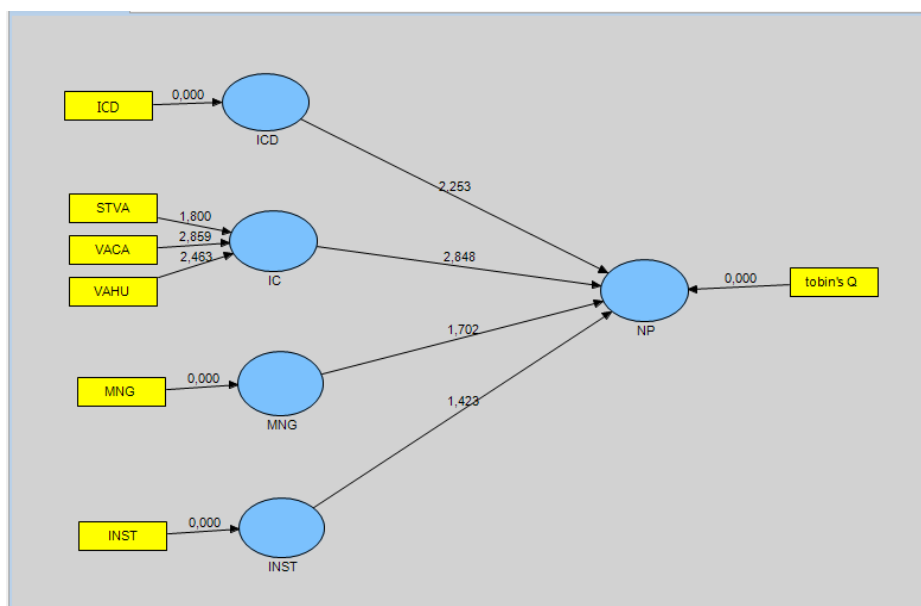 0,000
ICD
ICD
2,253
STVA
1,800
VACA
2,859
2,463
VAHU
IC
2,848
0,000
tobin's Q
NP
1,702
0,000
MNG
MNG
1,423
0,000
INST
INST